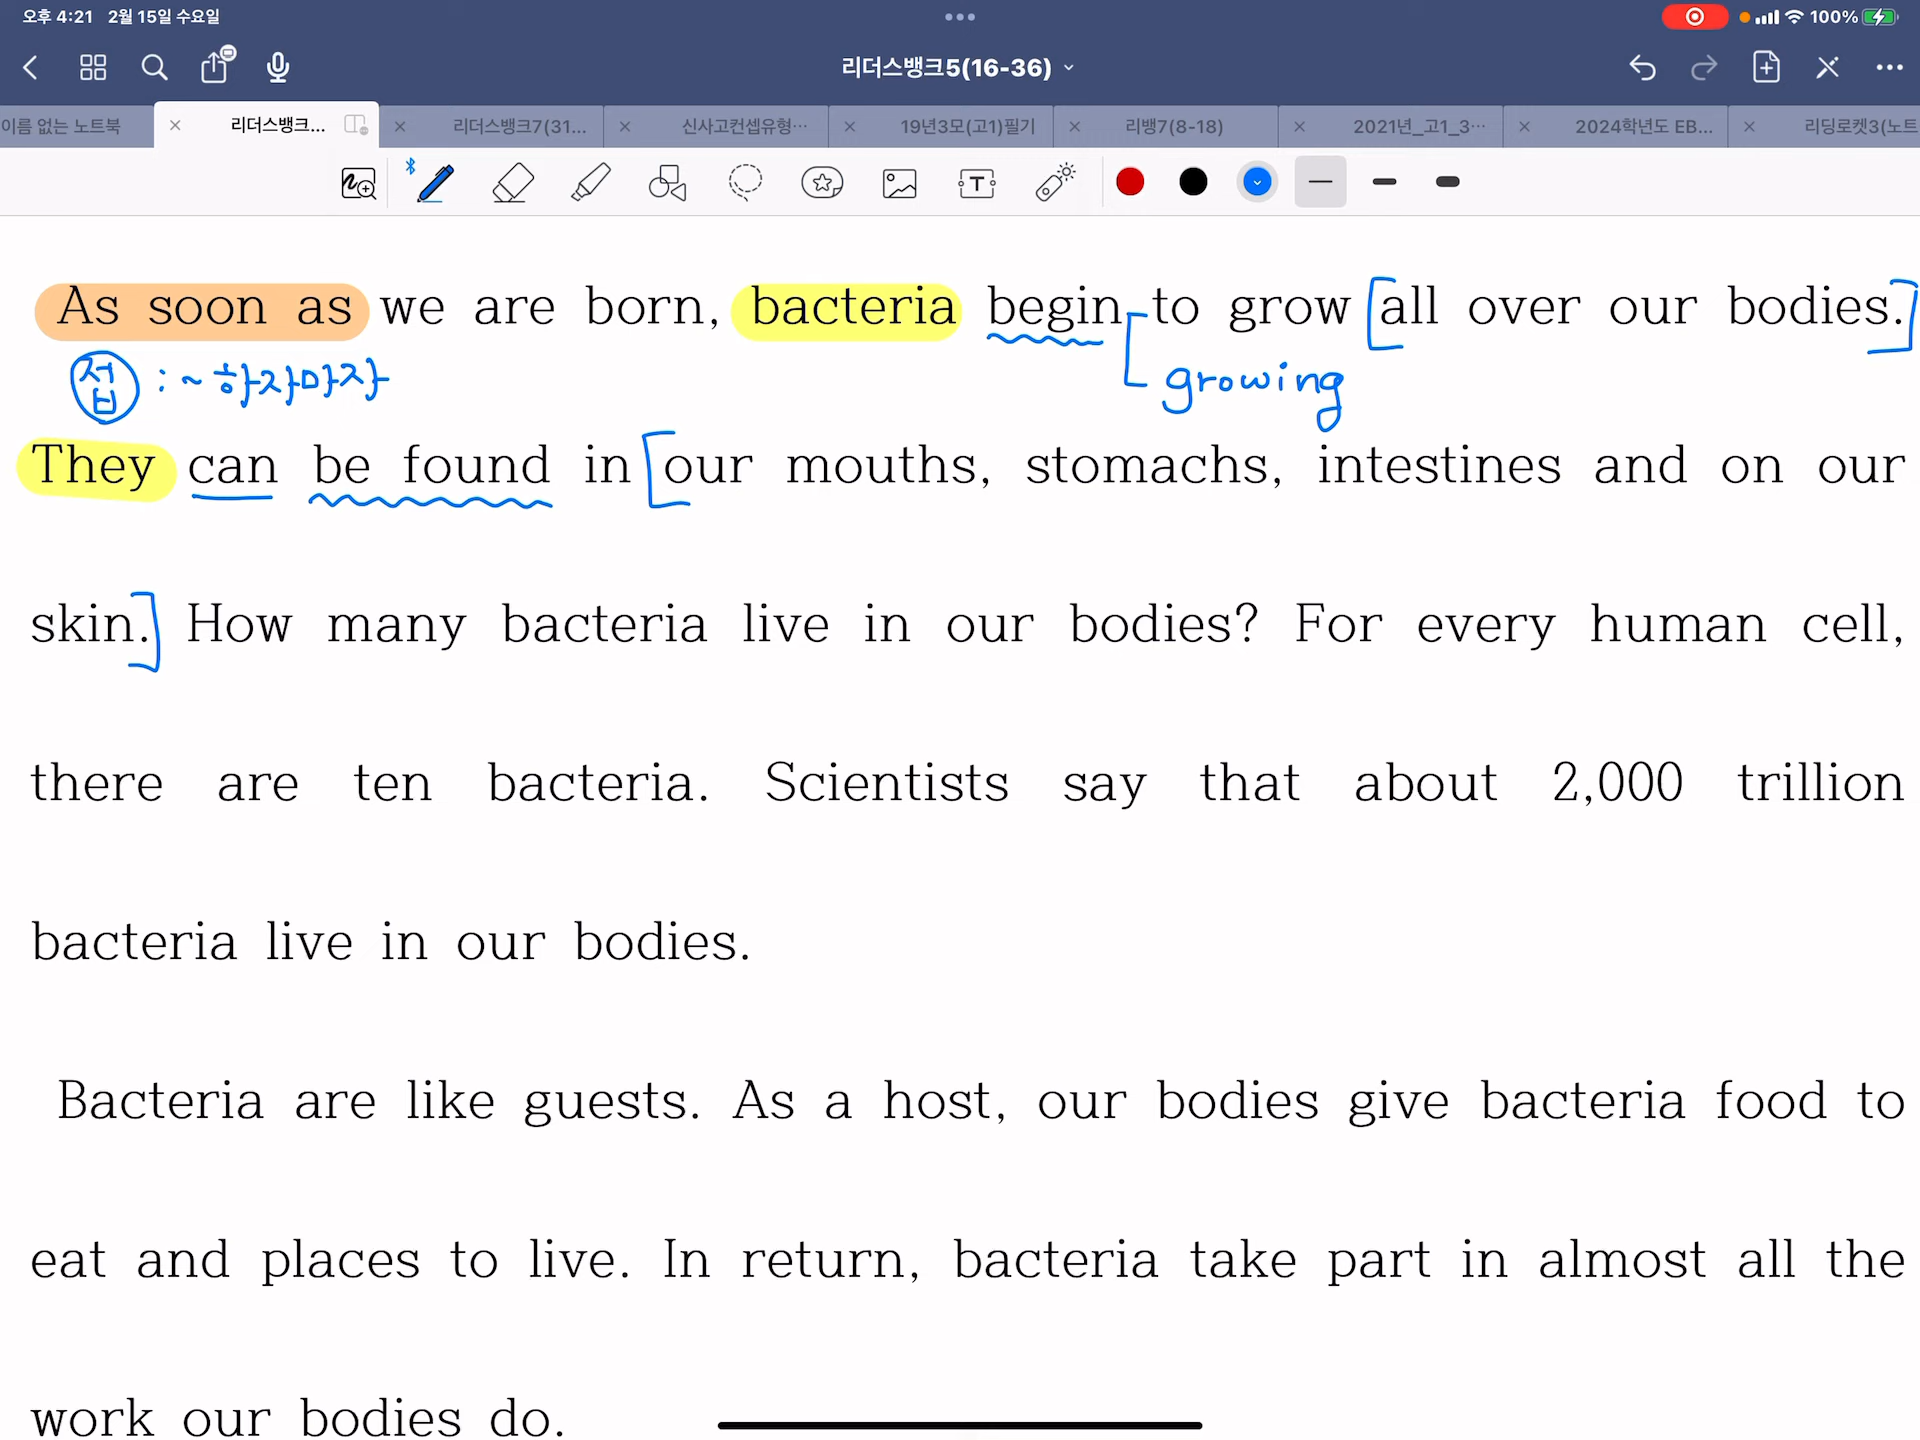 오후 4:21 2월 15일 수요일 100%
리더스뱅크5(16-36)
이름 없는 노트북 리더스뱅크... 리더스뱅크7(31... 신사고컨셉유형… 19년3모(고1)필기 리뱅7(8-18) 2021년_고1_3… 2024학년도 EB... 리딩로켓3(노트
As soon as we are born, bacteria begin to grow [all over our bodies.]
접 : ~하자마자 growing
They can be found in [our mouths, stomachs, intestines and on our
skin.] How many bacteria live in our bodies? For every human cell,
there are ten bacteria. Scientists say that about 2,000 trillion
bacteria live in our bodies.
Bacteria are like guests. As a host, our bodies give bacteria food to
eat and places to live. In return, bacteria take part in almost all the
work our bodies do.